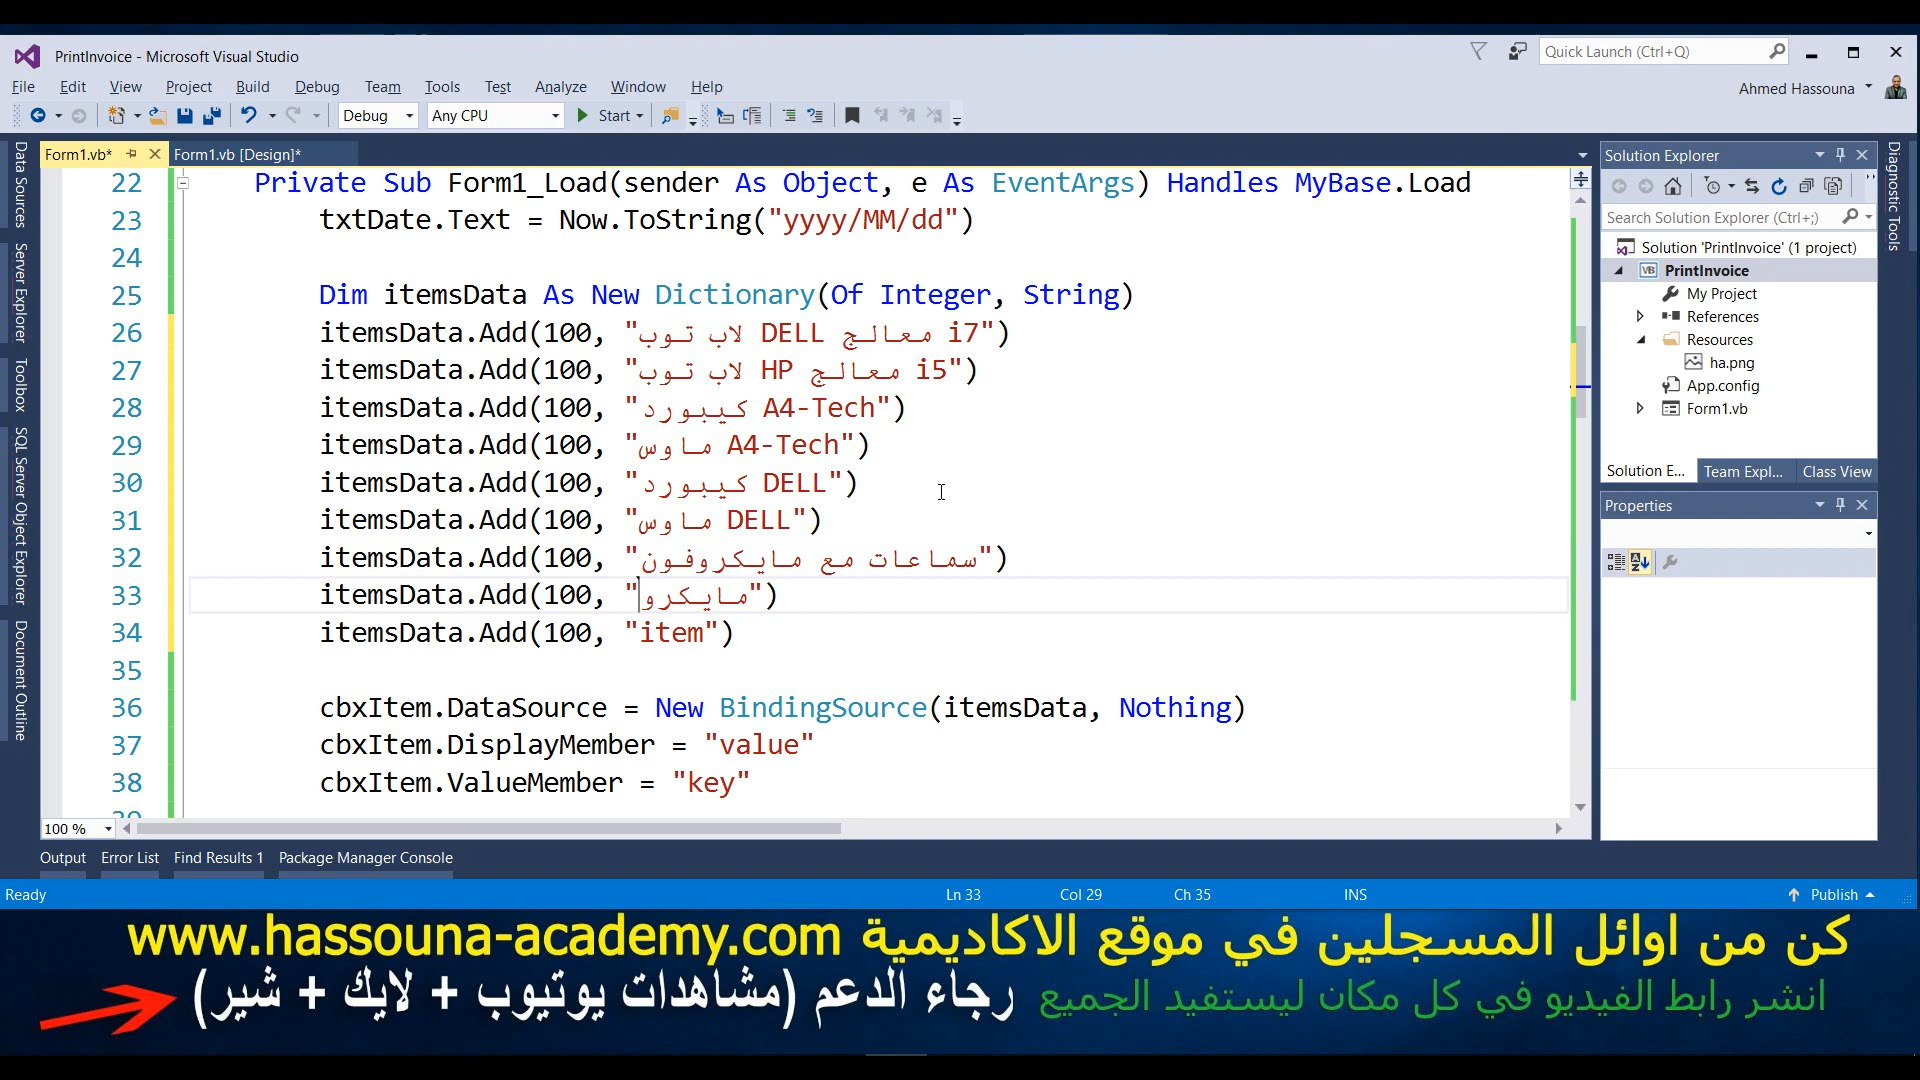 PrintInvoice - Microsoft Visual Studio
Quick Launch (Ctrl+Q)
File Edit View Project Build Debug Team Tools Test Analyze Window Help
Ahmed Hassouna
Debug Any CPU Start
Form1.vb* Form1.vb [Design]*
Data Sources
Server Explorer
Toolbox
SQL Server Object Explorer
Document Outline
22 Private Sub Form1_Load(sender As Object, e As EventArgs) Handles MyBase.Load
23 txtDate.Text = Now.ToString("yyyy/MM/dd")
24
25 Dim itemsData As New Dictionary(Of Integer, String)
26 itemsData.Add(100, "لاب توب DELL معالج i7")
27 itemsData.Add(100, "لاب توب HP معالج i5")
28 itemsData.Add(100, "كيبورد A4-Tech")
29 itemsData.Add(100, "ماوس A4-Tech")
30 itemsData.Add(100, "كيبورد DELL")
31 itemsData.Add(100, "ماوس DELL")
32 itemsData.Add(100, "سماعات مع مايكروفون")
33 itemsData.Add(100, "مايكرو")
34 itemsData.Add(100, "item")
35
36 cbxItem.DataSource = New BindingSource(itemsData, Nothing)
37 cbxItem.DisplayMember = "value"
38 cbxItem.ValueMember = "key"
39
100 %
Solution Explorer
Search Solution Explorer (Ctrl+;)
Solution 'PrintInvoice' (1 project)
VB PrintInvoice
My Project
References
Resources
ha.png
App.config
Form1.vb
Solution E... Team Expl... Class View
Properties
Diagnostic Tools
Output Error List Find Results 1 Package Manager Console
Ready Ln 33 Col 29 Ch 35 INS Publish
كن من اوائل المسجلين في موقع الاكاديمية www.hassouna-academy.com
انشر رابط الفيديو في كل مكان ليستفيد الجميع رجاء الدعم (مشاهدات يوتيوب + لايك + شير)